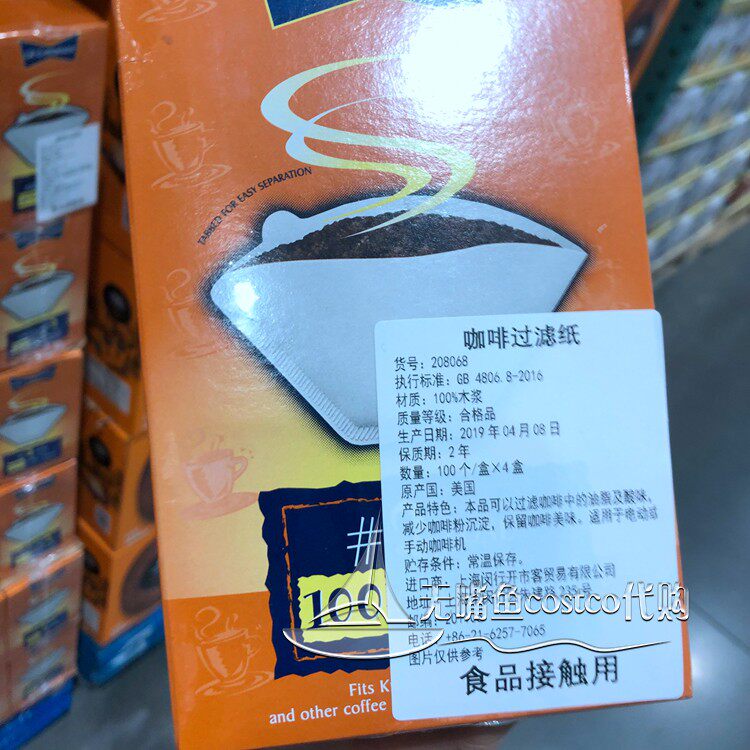 TABBED FOR EASY SEPARATION
咖啡过滤纸
货号：208068
执行标准：GB 4806.8-2016
材质：100%木浆
质量等级：合格品
生产日期：2019 年 04 月 08 日
保质期：2 年
数量：100 个/盒×4 盒
原产国：美国
产品特色：本品可以过滤咖啡中的油脂及酸味，
减少咖啡粉沉淀，保留咖啡美味。适用于电动或
手动咖啡机
贮存条件：常温保存。
进口商：上海闵行开市客贸易有限公司
地址：
邮编：
电话：+86-21-6257-7065
图片仅供参考
食品接触用
无嘴鱼costco代购
#
100
Fits K
and other coffee